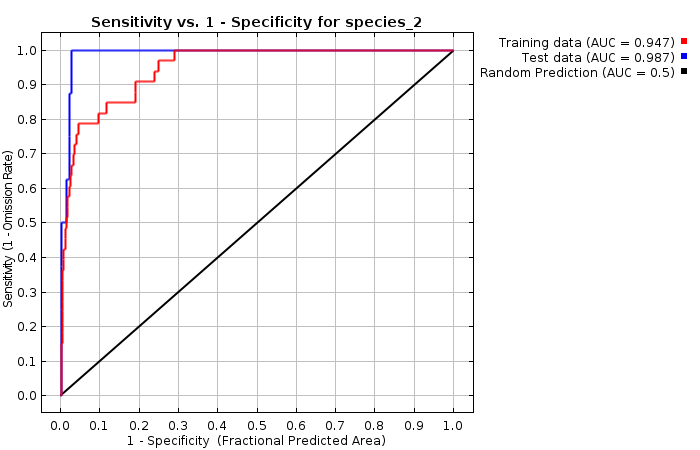 Sensitivity vs. 1 - Specificity for species_2
Training data (AUC = 0.947)
Test data (AUC = 0.987)
Random Prediction (AUC = 0.5)
Sensitivity (1 - Omission Rate)
1.0
0.9
0.8
0.7
0.6
0.5
0.4
0.3
0.2
0.1
0.0
0.0 0.1 0.2 0.3 0.4 0.5 0.6 0.7 0.8 0.9 1.0
1 - Specificity (Fractional Predicted Area)